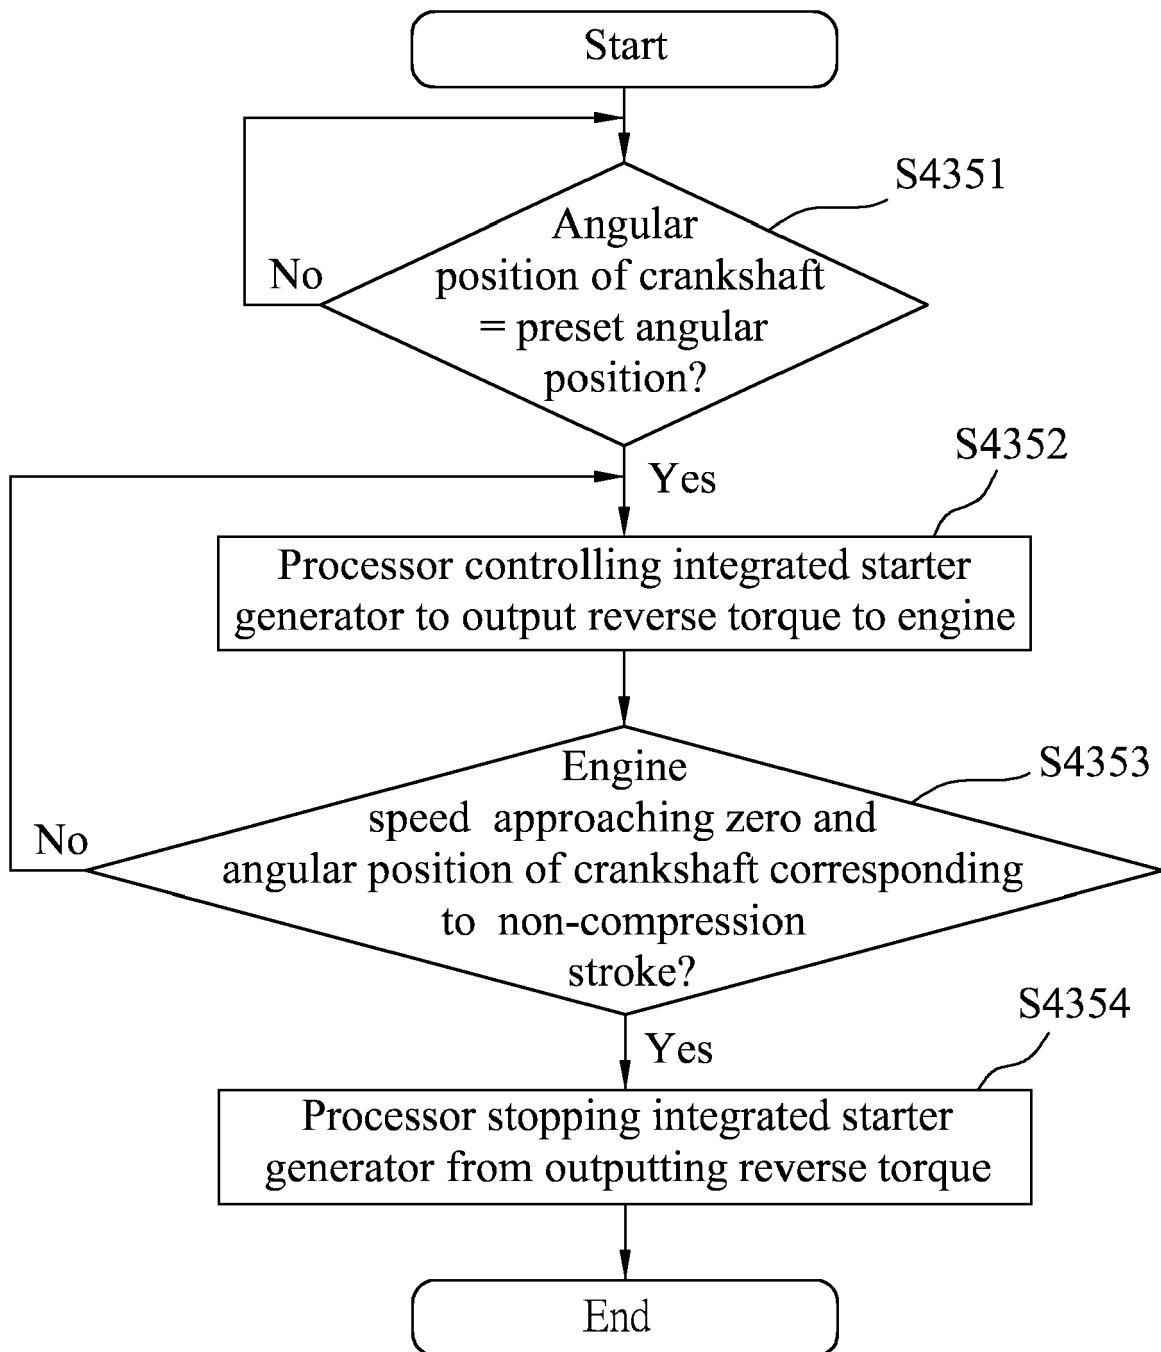 Start
S4351
Angular
position of crankshaft
= preset angular
position?
No
Yes
S4352
Processor controlling integrated starter
generator to output reverse torque to engine
S4353
Engine
speed approaching zero and
angular position of crankshaft corresponding
to non-compression
stroke?
No
Yes
S4354
Processor stopping integrated starter
generator from outputting reverse torque
End